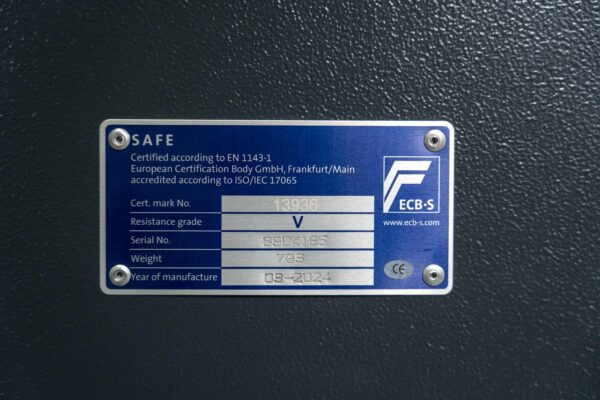 SAFE
Certified according to EN 1143-1
European Certification Body GmbH, Frankfurt/Main
accredited according to ISO/IEC 17065
Cert. mark No. 13936
Resistance grade V
Serial No.
Weight 785
Year of manufacture 03-2024
F
ECB·S
www.ecb-s.com
CE